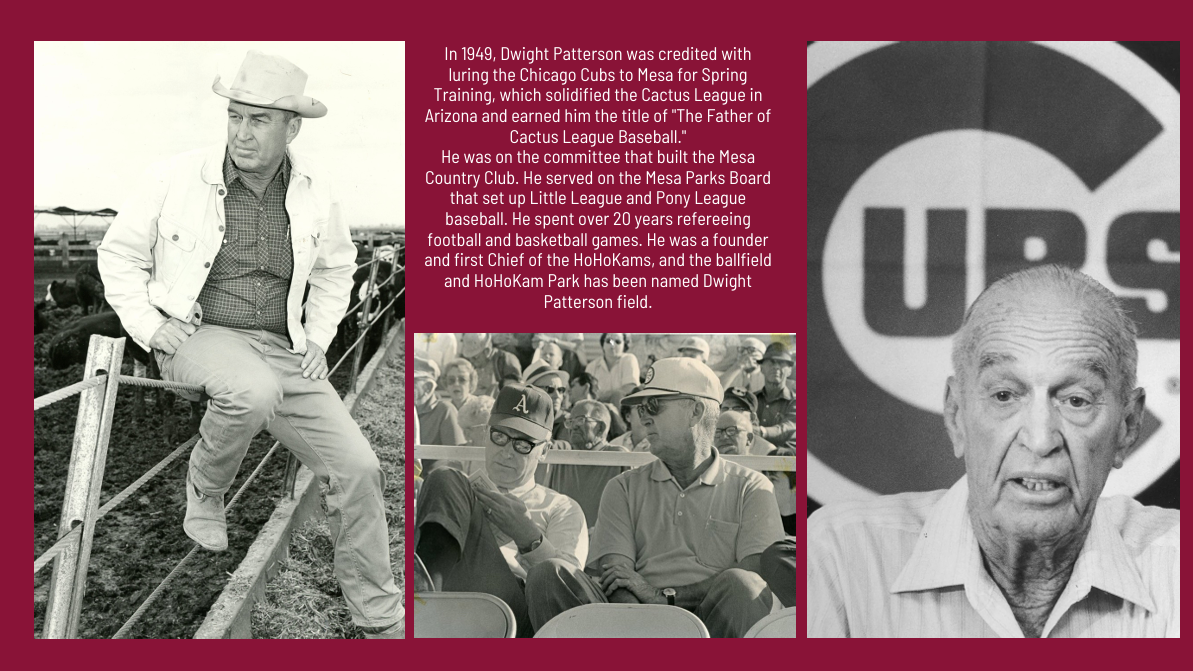 In 1949, Dwight Patterson was credited with
luring the Chicago Cubs to Mesa for Spring
Training, which solidified the Cactus League in
Arizona and earned him the title of "The Father of
Cactus League Baseball."
He was on the committee that built the Mesa
Country Club. He served on the Mesa Parks Board
that set up Little League and Pony League
baseball. He spent over 20 years refereeing
football and basketball games. He was a founder
and first Chief of the HoHoKams, and the ballfield
and HoHoKam Park has been named Dwight
Patterson field.
A
CUBS